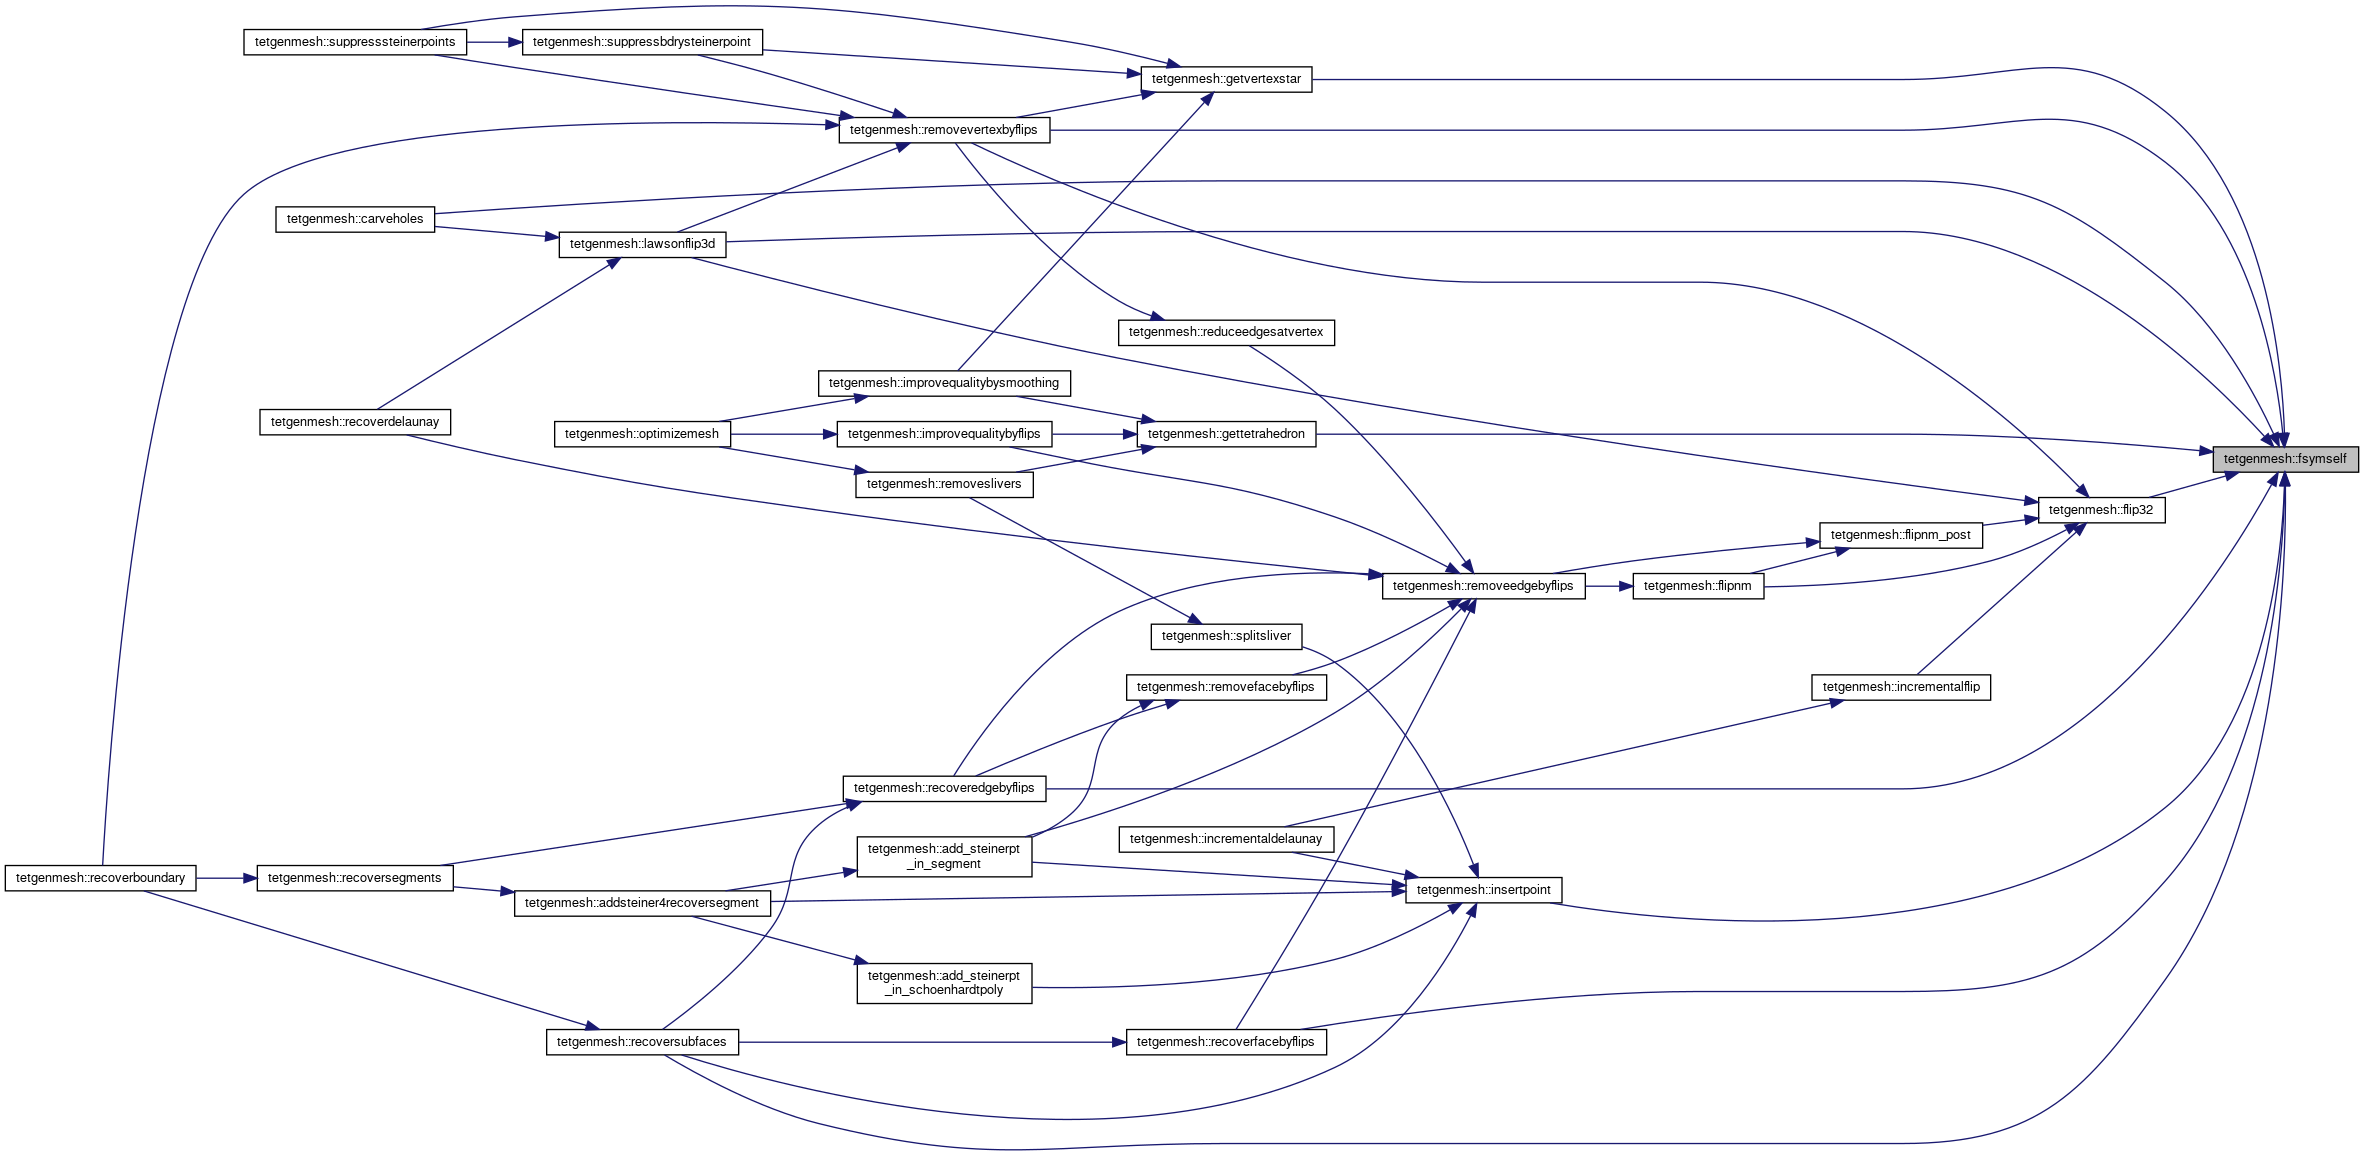 tetgenmesh::suppresssteinerpoints
tetgenmesh::suppressbdrysteinerpoint
tetgenmesh::getvertexstar
tetgenmesh::removevertexbyflips
tetgenmesh::carveholes
tetgenmesh::lawsonflip3d
tetgenmesh::reduceedgesatvertex
tetgenmesh::improvequalitybysmoothing
tetgenmesh::recoverdelaunay
tetgenmesh::optimizemesh
tetgenmesh::improvequalitybyflips
tetgenmesh::gettetrahedron
tetgenmesh::fsymself
tetgenmesh::removeslivers
tetgenmesh::flip32
tetgenmesh::flipnm_post
tetgenmesh::removeedgebyflips
tetgenmesh::flipnm
tetgenmesh::splitsliver
tetgenmesh::removefacebyflips
tetgenmesh::incrementalflip
tetgenmesh::recoveredgebyflips
tetgenmesh::incrementaldelaunay
tetgenmesh::add_steinerpt
_in_segment
tetgenmesh::recoverboundary
tetgenmesh::recoversegments
tetgenmesh::addsteiner4recoversegment
tetgenmesh::insertpoint
tetgenmesh::add_steinerpt
_in_schoenhardtpoly
tetgenmesh::recoversubfaces
tetgenmesh::recoverfacebyflips